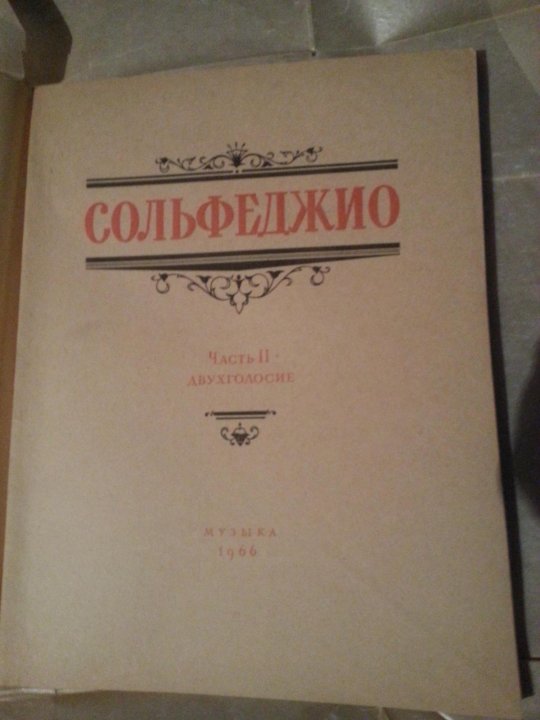 СОЛЬФЕДЖИО
Часть II
ДВУХГОЛОСИЕ
МУЗЫКА
1966